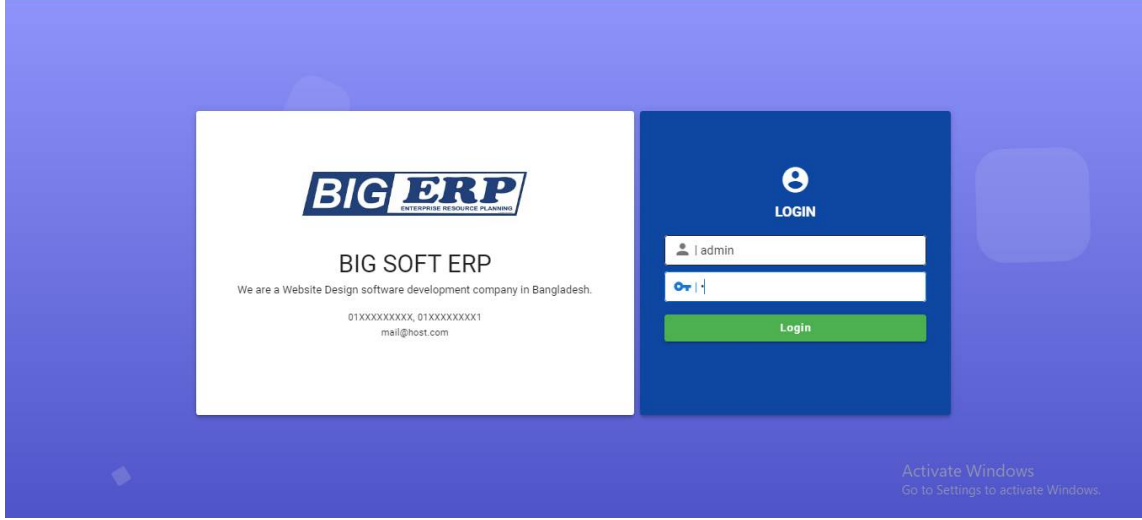 BIG ERP
ENTERPRISE RESOURCE PLANNING
BIG SOFT ERP
We are a Website Design software development company in Bangladesh.
01XXXXXXXXX, 01XXXXXXXX1
mail@host.com
LOGIN
| admin
| •
Login
Activate Windows
Go to Settings to activate Windows.